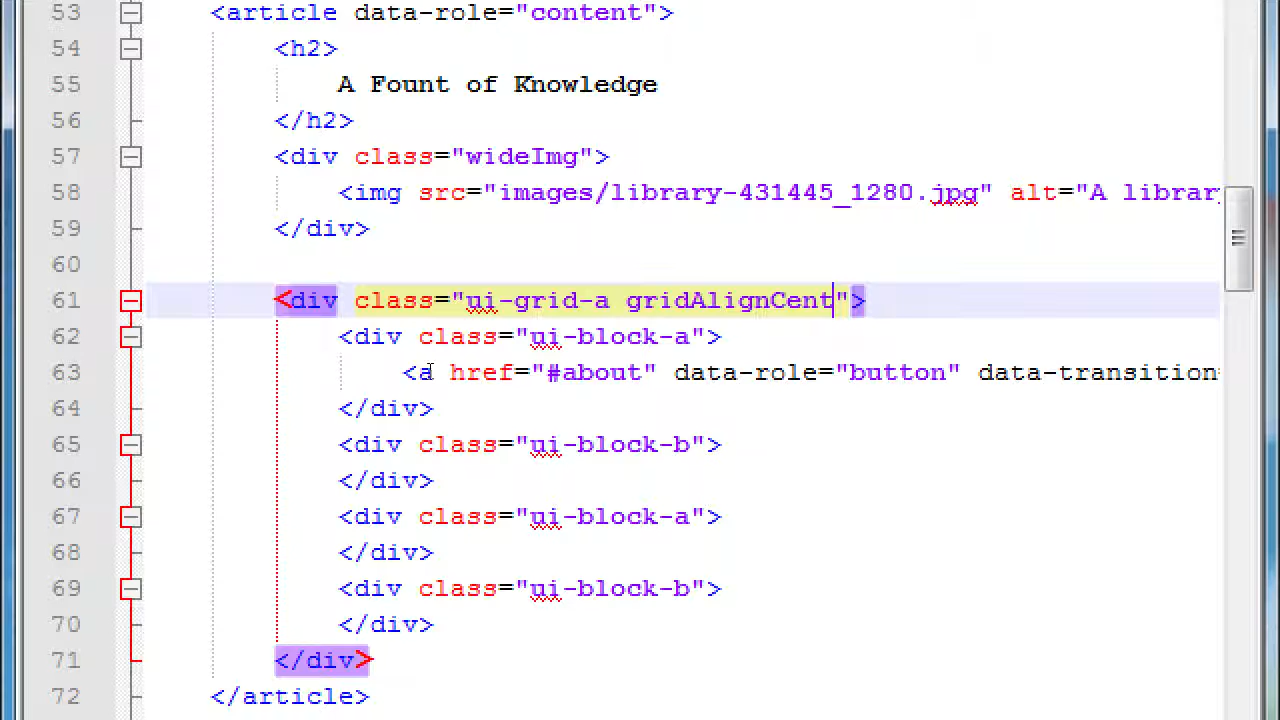 53 <article data-role="content">
54 <h2>
55 A Fount of Knowledge
56 </h2>
57 <div class="wideImg">
58 <img src="images/library-431445_1280.jpg" alt="A librar
59 </div>
60
61 <div class="ui-grid-a gridAlignCent">
62 <div class="ui-block-a">
63 <a href="#about" data-role="button" data-transition=
64 </div>
65 <div class="ui-block-b">
66 </div>
67 <div class="ui-block-a">
68 </div>
69 <div class="ui-block-b">
70 </div>
71 </div>
72 </article>